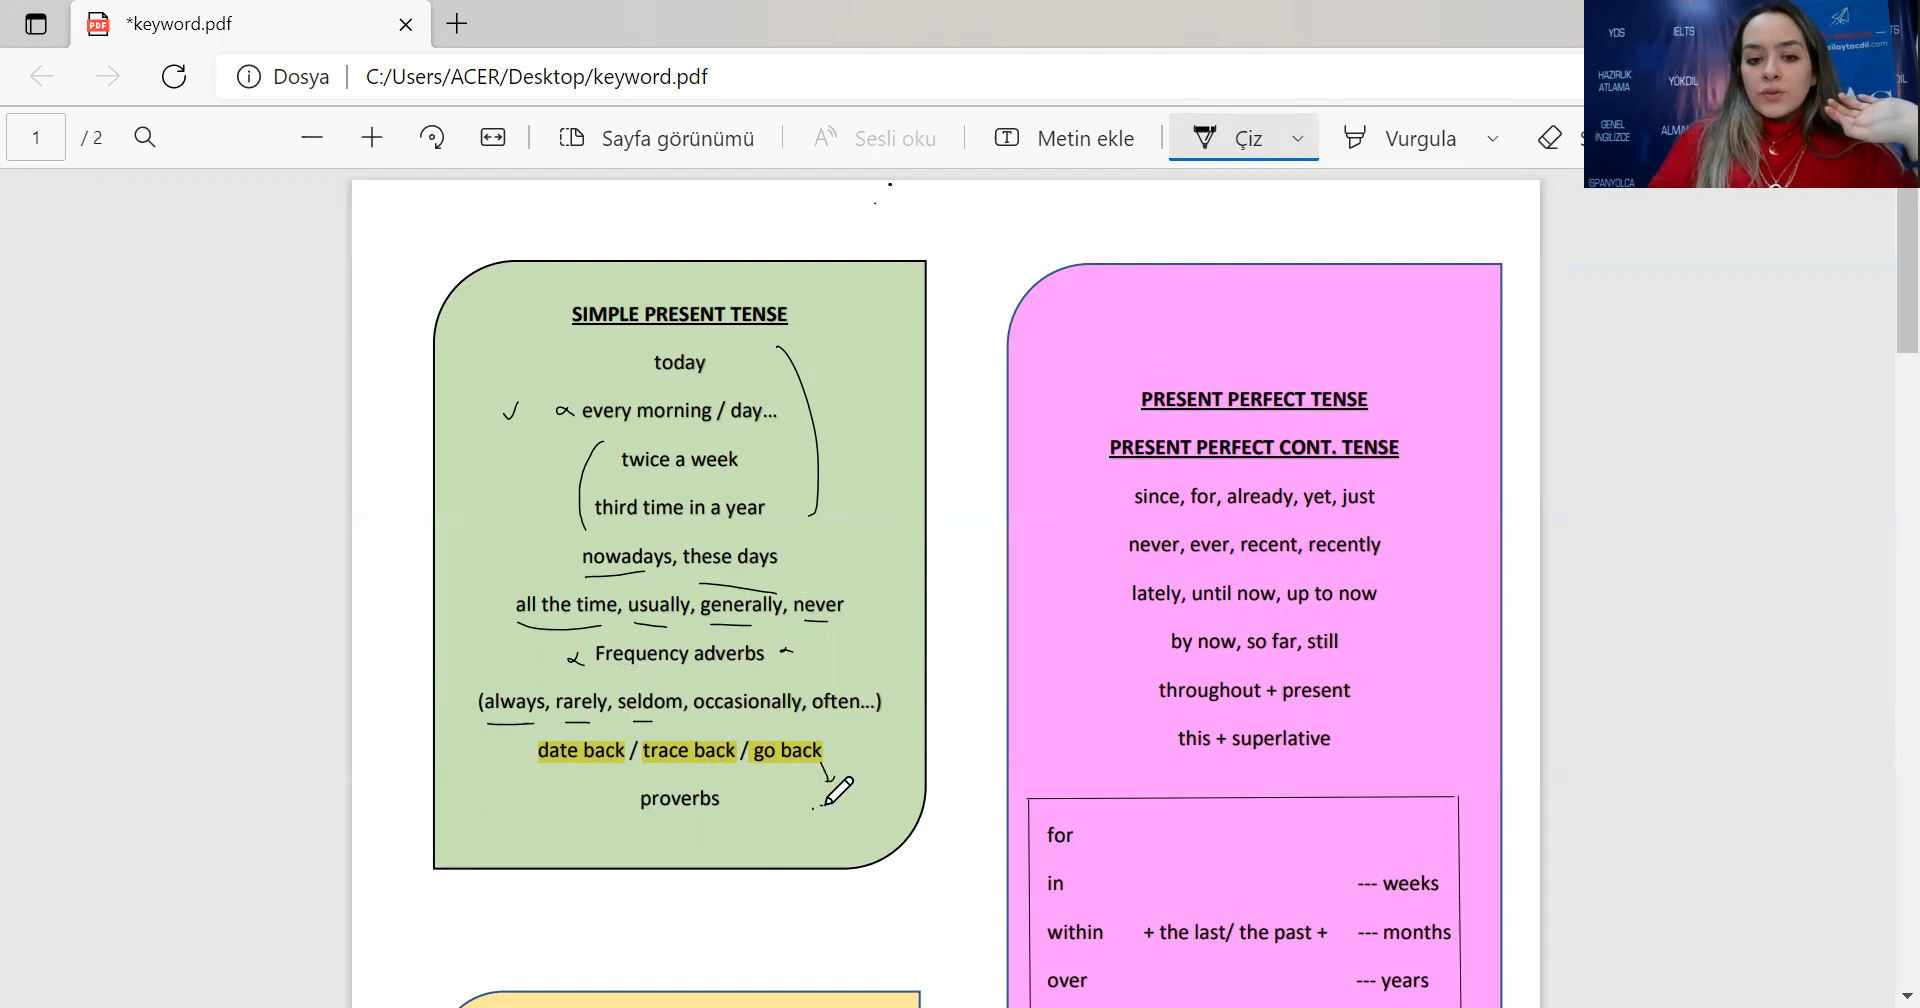 *keyword.pdf
Dosya
C:/Users/ACER/Desktop/keyword.pdf
1 / 2
Sayfa görünümü
Sesli oku
Metin ekle
Çiz
Vurgula
YDS
IELTS
zilaytocdil.com
HAZIRLIK
ATLAMA
YÖKDİL
GENEL
İNGİLİZCE
ALMA
İSPANYOLCA
SIMPLE PRESENT TENSE
today
every morning / day...
twice a week
third time in a year
nowadays, these days
all the time, usually, generally, never
Frequency adverbs
(always, rarely, seldom, occasionally, often...)
date back / trace back / go back
proverbs
PRESENT PERFECT TENSE
PRESENT PERFECT CONT. TENSE
since, for, already, yet, just
never, ever, recent, recently
lately, until now, up to now
by now, so far, still
throughout + present
this + superlative
for
in --- weeks
within + the last/ the past + --- months
over --- years